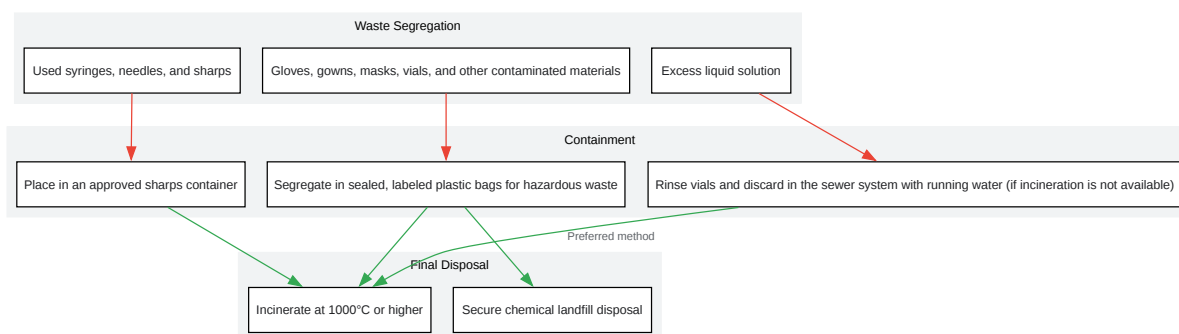 Waste Segregation
Used syringes, needles, and sharps
Gloves, gowns, masks, vials, and other contaminated materials
Excess liquid solution
Containment
Place in an approved sharps container
Segregate in sealed, labeled plastic bags for hazardous waste
Rinse vials and discard in the sewer system with running water (if incineration is not available)
Preferred method
Final Disposal
Incinerate at 1000°C or higher
Secure chemical landfill disposal